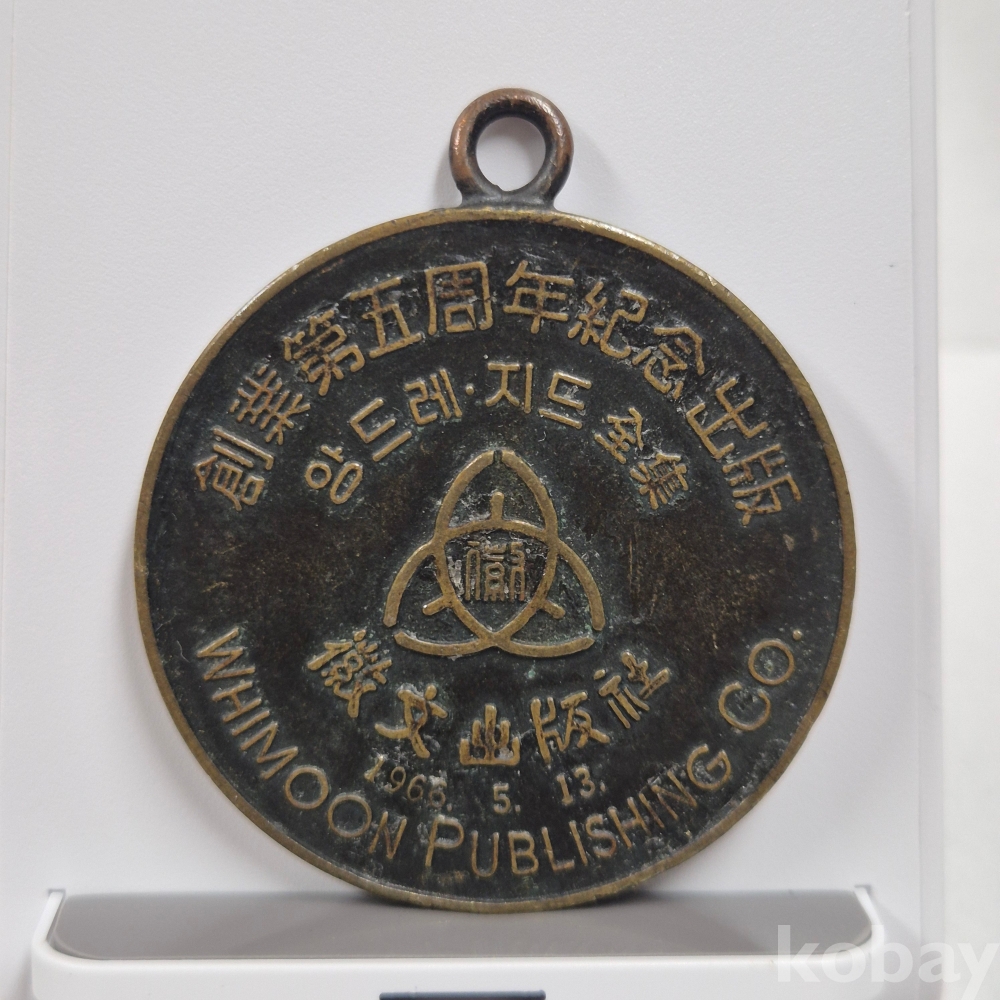 創業第五周年紀念出版
앙드레·지드 全集
徽
徽文出版社
1966. 5. 13.
WHIMOON PUBLISHING CO.
kobay